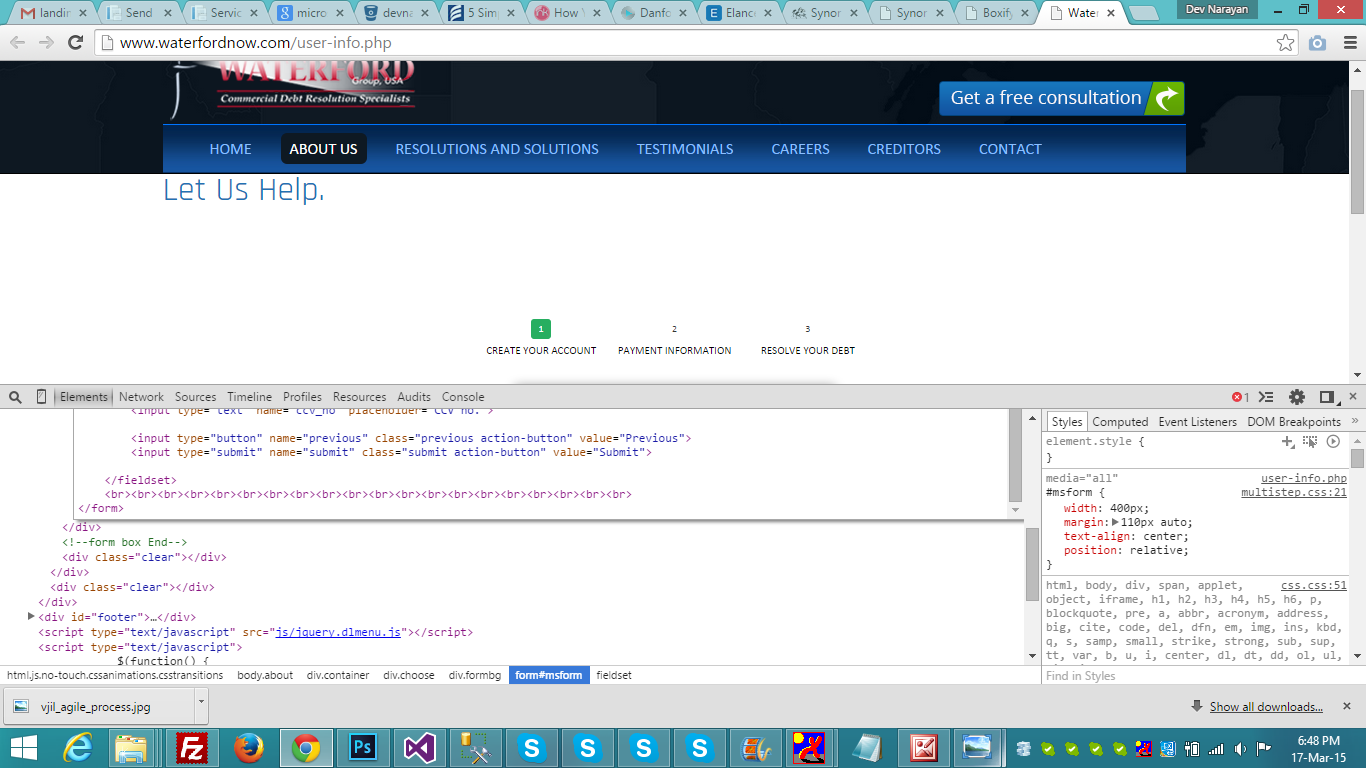 landin
Send
Servic
micro
devna
5 Simp
How Y
Danfo
Elance
Synor
Synor
Boxify
Water
Dev Narayan
www.waterfordnow.com/user-info.php
WATERFORD
Group, USA
Commercial Debt Resolution Specialists
Get a free consultation
HOME ABOUT US RESOLUTIONS AND SOLUTIONS TESTIMONIALS CAREERS CREDITORS CONTACT
Let Us Help.
1 2 3
CREATE YOUR ACCOUNT PAYMENT INFORMATION RESOLVE YOUR DEBT
Elements Network Sources Timeline Profiles Resources Audits Console
1
<input type="text" name="ccv_no" placeholder="CCV no.">
<input type="button" name="previous" class="previous action-button" value="Previous">
<input type="submit" name="submit" class="submit action-button" value="Submit">
</fieldset>
<br><br><br><br><br><br><br><br><br><br><br><br><br><br><br><br><br><br><br><br>
</form>
</div>
<!--form box End-->
<div class="clear"></div>
</div>
<div class="clear"></div>
</div>
<div id="footer">…</div>
<script type="text/javascript" src="js/jquery.dlmenu.js"></script>
<script type="text/javascript">
$(function() {
Styles Computed Event Listeners DOM Breakpoints »
element.style {
}
media="all" user-info.php
#msform { multistep.css:21
width: 400px;
margin: 110px auto;
text-align: center;
position: relative;
}
html, body, div, span, applet, css.css:51
object, iframe, h1, h2, h3, h4, h5, h6, p,
blockquote, pre, a, abbr, acronym, address,
big, cite, code, del, dfn, em, img, ins, kbd,
q, s, samp, small, strike, strong, sub, sup,
tt, var, b, u, i, center, dl, dt, dd, ol, ul,
html.js.no-touch.cssanimations.csstransitions body.about div.container div.choose div.formbg form#msform fieldset
Find in Styles
vjil_agile_process.jpg
Show all downloads...
6:48 PM
17-Mar-15